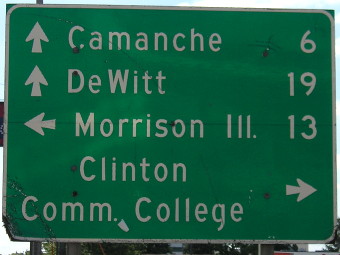 Camanche 6
DeWitt 19
Morrison Ill. 13
Clinton
Comm. College